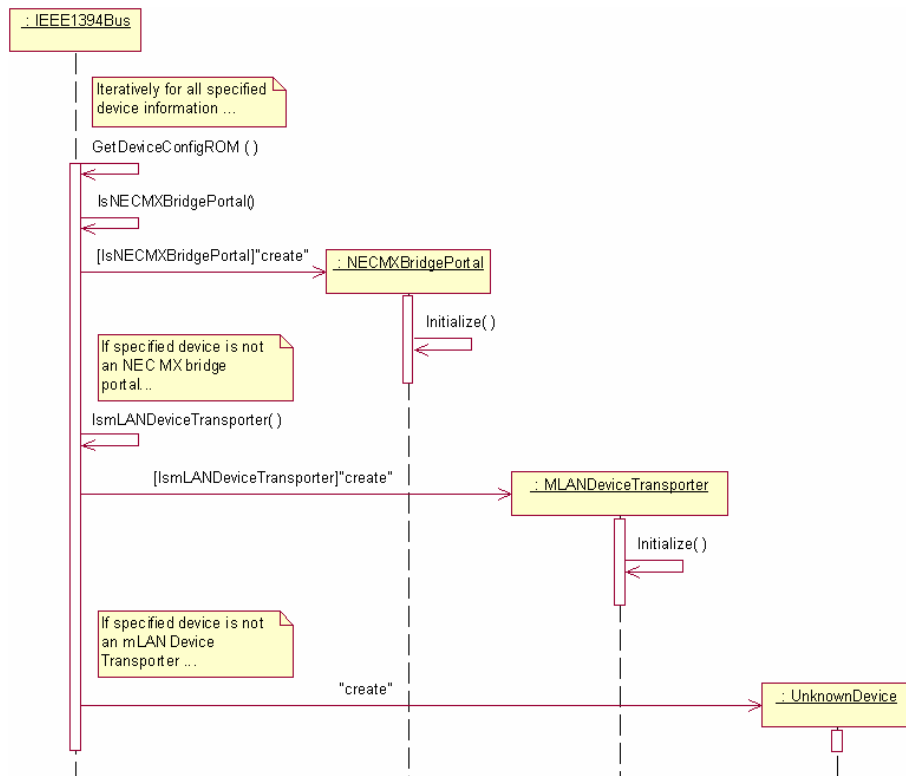 : IEEE1394Bus
Iteratively for all specified
device information ...
GetDeviceConfigROM ( )
IsNECMXBridgePortal()
[IsNECMXBridgePortal]"create"
: NECMXBridgePortal
Initialize( )
If specified device is not
an NEC MX bridge
portal...
IsmLANDeviceTransporter( )
[IsmLANDeviceTransporter]"create"
: MLANDeviceTransporter
Initialize( )
If specified device is not
an mLAN Device
Transporter ...
"create"
: UnknownDevice